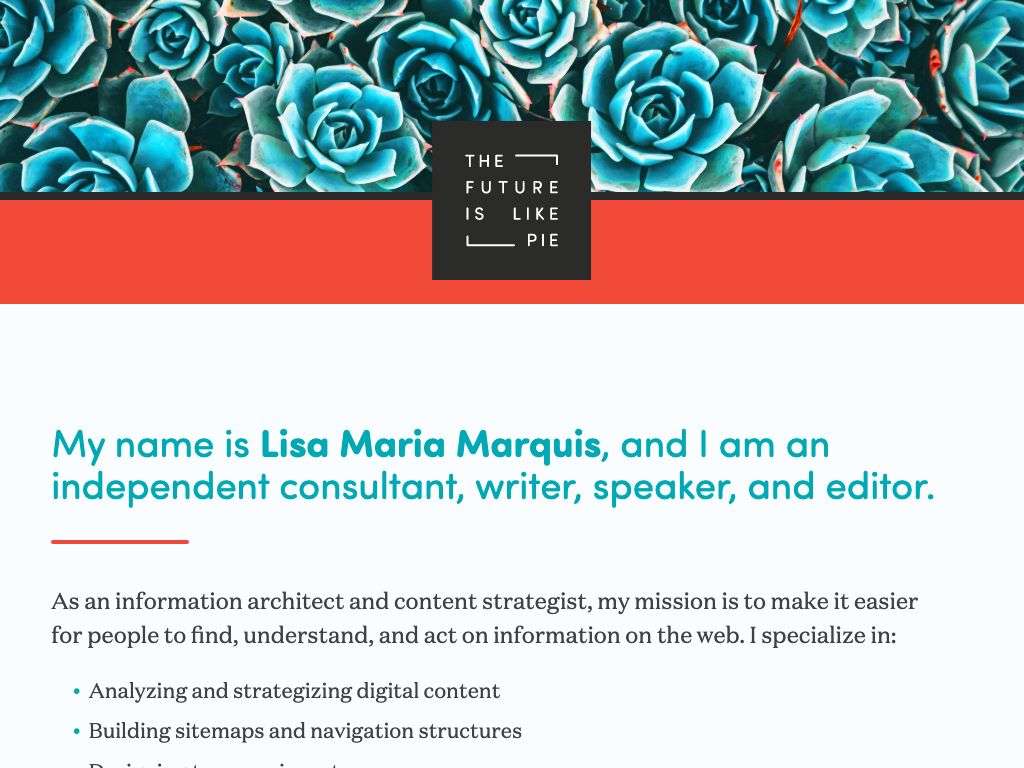 THE
FUTURE
IS LIKE
PIE
My name is Lisa Maria Marquis, and I am an
independent consultant, writer, speaker, and editor.
As an information architect and content strategist, my mission is to make it easier
for people to find, understand, and act on information on the web. I specialize in:
• Analyzing and strategizing digital content
• Building sitemaps and navigation structures